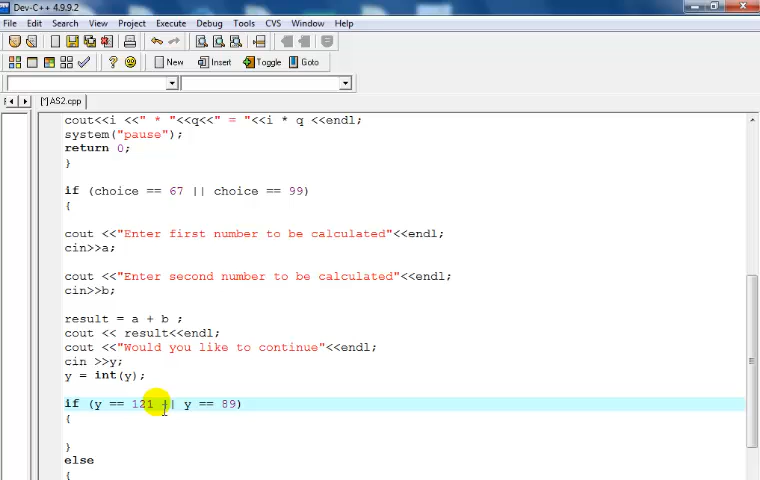 Dev-C++ 4.9.9.2
File Edit Search View Project Execute Debug Tools CVS Window Help
New Insert Toggle Goto
[*] AS2.cpp
cout<<i <<" * "<<q<<" = "<<i * q <<endl;
system("pause");
return 0;
}
if (choice == 67 || choice == 99)
{
cout <<"Enter first number to be calculated"<<endl;
cin>>a;
cout <<"Enter second number to be calculated"<<endl;
cin>>b;
result = a + b ;
cout << result<<endl;
cout <<"Would you like to continue"<<endl;
cin >>y;
y = int(y);
if (y == 121 || y == 89)
{
}
else
{